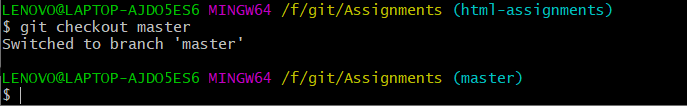 LENOVO@LAPTOP-AJDO5ES6 MINGW64 /f/git/Assignments (html-assignments)
$ git checkout master
Switched to branch 'master'
LENOVO@LAPTOP-AJDO5ES6 MINGW64 /f/git/Assignments (master)
$